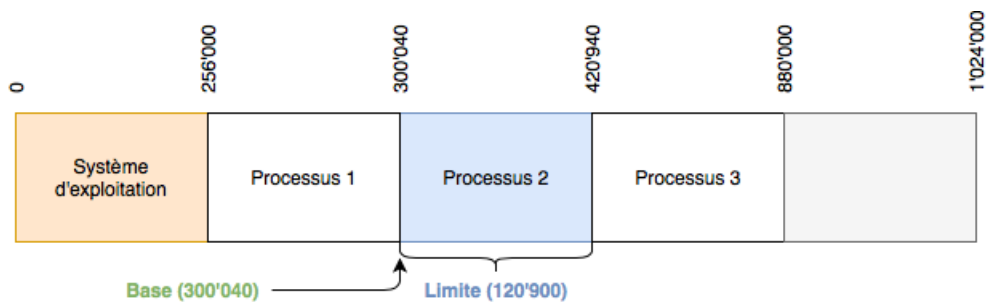 0
256'000
300'040
420'940
880'000
1'024'000
Système
d'exploitation
Processus 1
Processus 2
Processus 3
Base (300'040)
Limite (120'900)